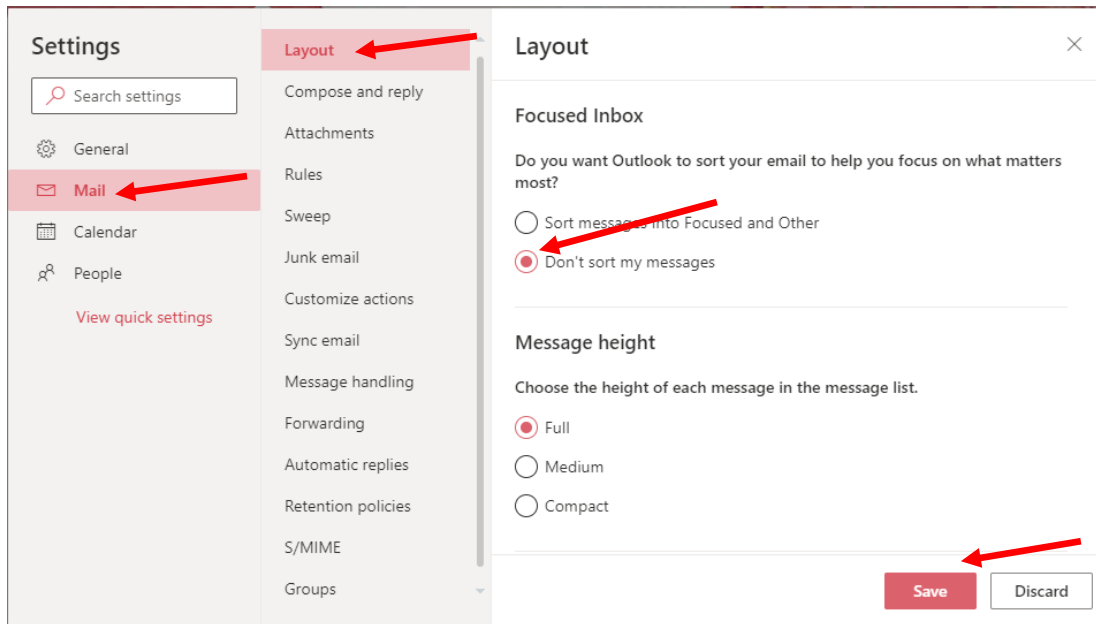 Settings
Search settings
General
Mail
Calendar
People
View quick settings
Layout
Compose and reply
Attachments
Rules
Sweep
Junk email
Customize actions
Sync email
Message handling
Forwarding
Automatic replies
Retention policies
S/MIME
Groups
Layout
Focused Inbox
Do you want Outlook to sort your email to help you focus on what matters
most?
Sort messages into Focused and Other
Don't sort my messages
Message height
Choose the height of each message in the message list.
Full
Medium
Compact
Save
Discard